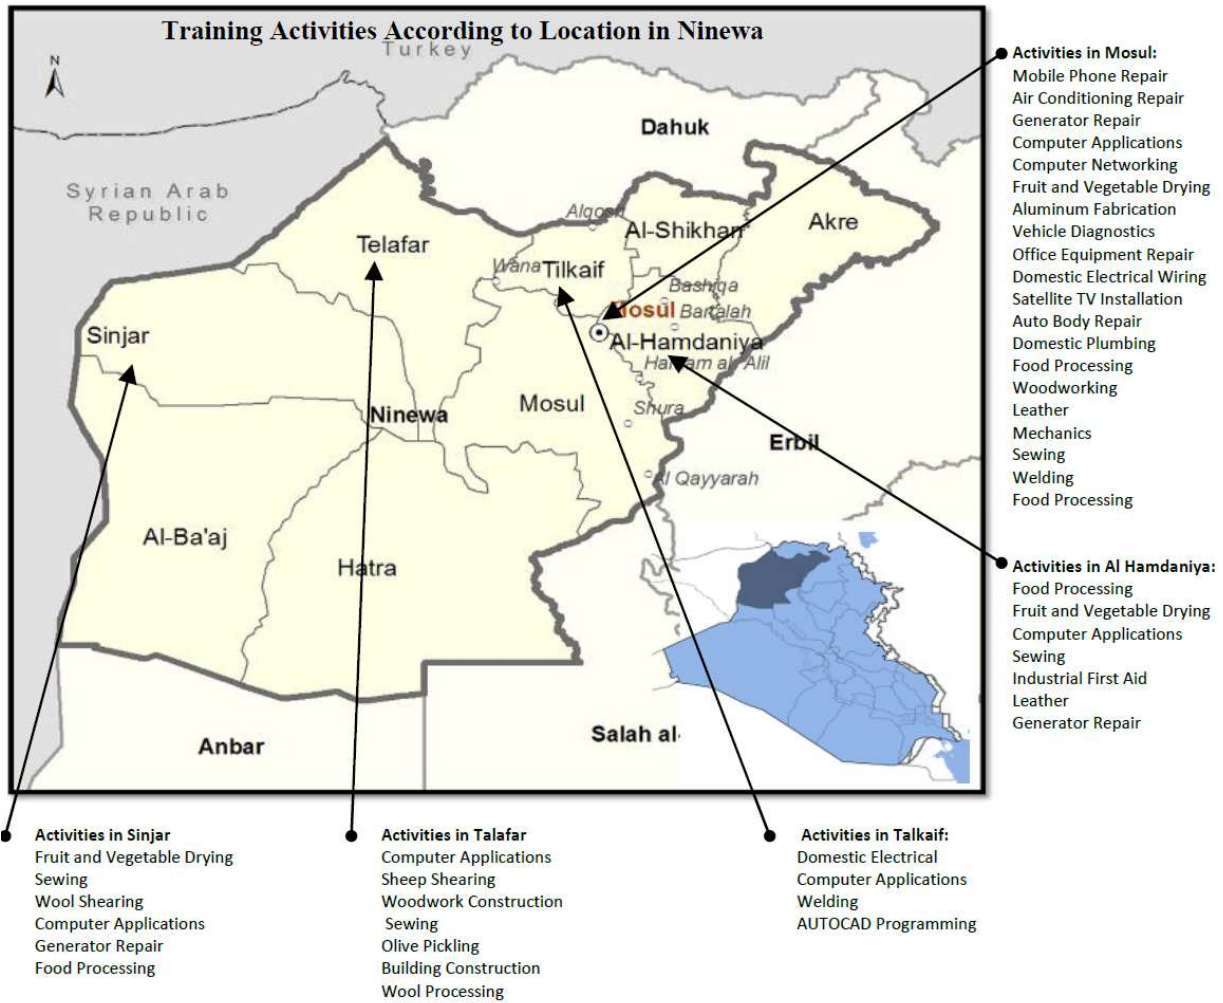 Training Activities According to Location in Ninewa
Turkey
N
Dahuk
Syrian Arab
Republic
Alqosh
Al-Shikhan
Akre
Telafar
Wana
Tilkaif
Bashiqa
Mosul
Bartalah
Sinjar
Al-Hamdaniya
Hamam al-Alil
Mosul
Ninewa
Shura
Erbil
Al Qayyarah
Al-Ba'aj
Hatra
Anbar
Salah al-
Activities in Mosul:
Mobile Phone Repair
Air Conditioning Repair
Generator Repair
Computer Applications
Computer Networking
Fruit and Vegetable Drying
Aluminum Fabrication
Vehicle Diagnostics
Office Equipment Repair
Domestic Electrical Wiring
Satellite TV Installation
Auto Body Repair
Domestic Plumbing
Food Processing
Woodworking
Leather
Mechanics
Sewing
Welding
Food Processing
Activities in Al Hamdaniya:
Food Processing
Fruit and Vegetable Drying
Computer Applications
Sewing
Industrial First Aid
Leather
Generator Repair
Activities in Sinjar
Fruit and Vegetable Drying
Sewing
Wool Shearing
Computer Applications
Generator Repair
Food Processing
Activities in Talafar
Computer Applications
Sheep Shearing
Woodwork Construction
Sewing
Olive Pickling
Building Construction
Wool Processing
Activities in Talkaif:
Domestic Electrical
Computer Applications
Welding
AUTOCAD Programming